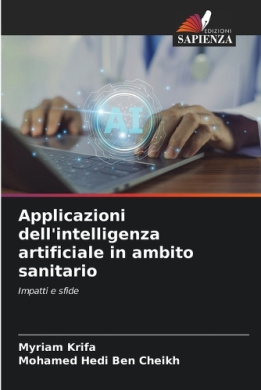 EDIZIONI
SAPIENZA
AI
Applicazioni
dell'intelligenza
artificiale in ambito
sanitario
Impatti e sfide
Myriam Krifa
Mohamed Hedi Ben Cheikh